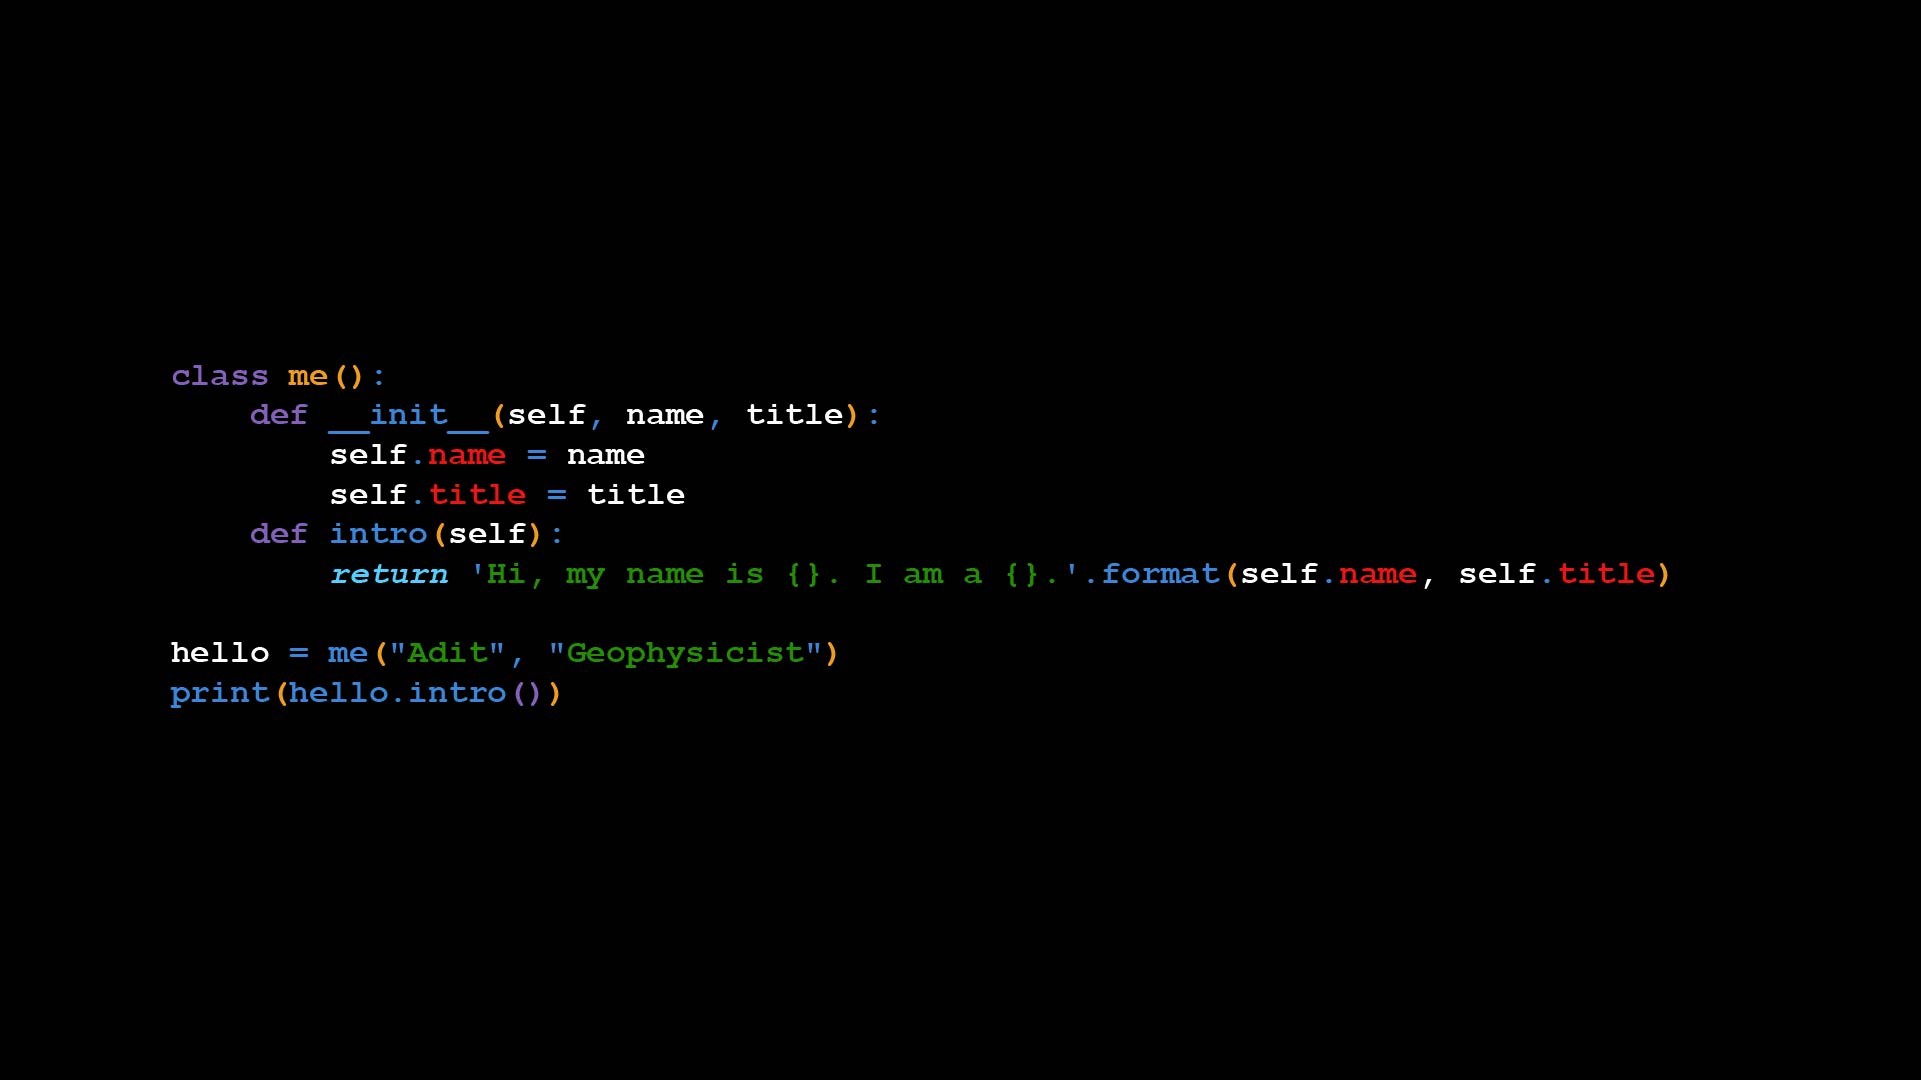 class me():
    def __init__(self, name, title):
        self.name = name
        self.title = title
    def intro(self):
        return 'Hi, my name is {}. I am a {}.'.format(self.name, self.title)

hello = me("Adit", "Geophysicist")
print(hello.intro())